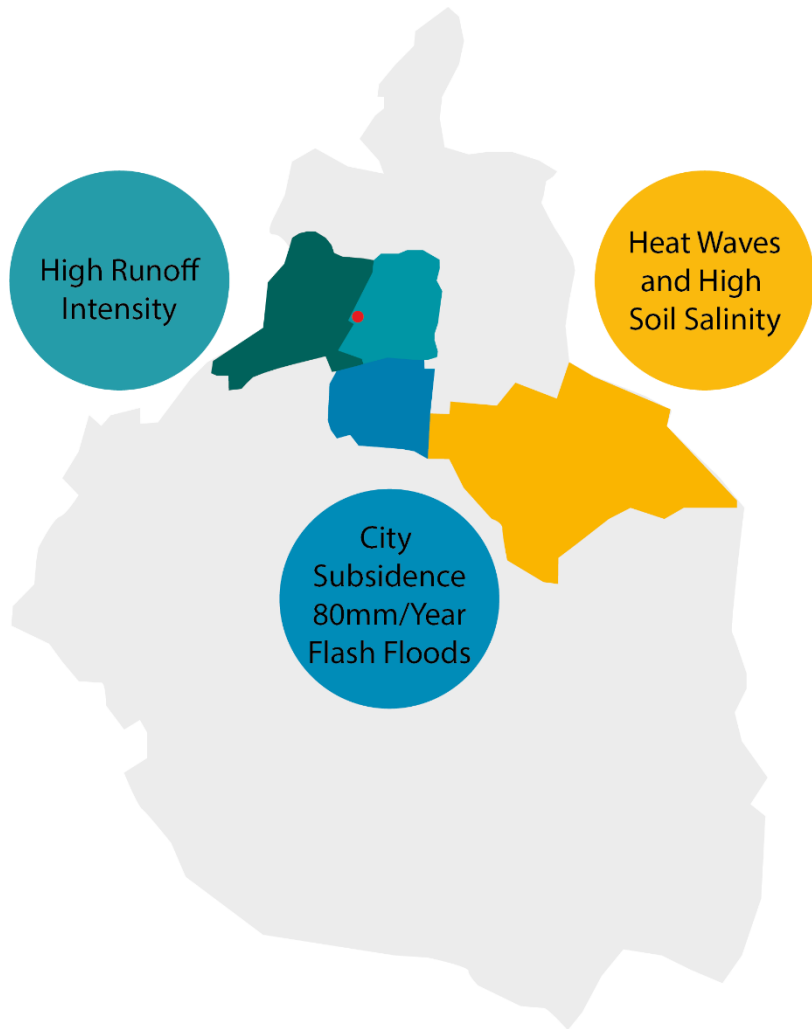 High Runoff
Intensity
Heat Waves
and High
Soil Salinity
City
Subsidence
80mm/Year
Flash Floods